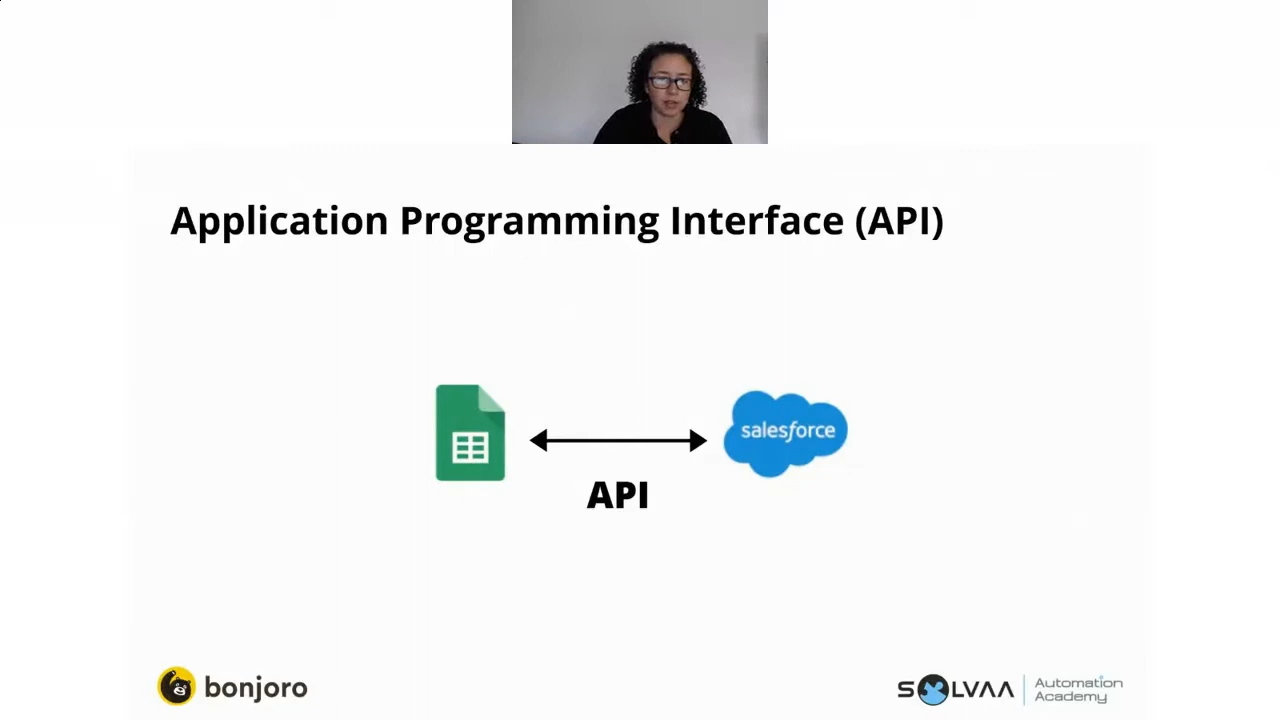 Application Programming Interface (API)
salesforce
API
bonjoro
SOLVAA
Automation
Academy